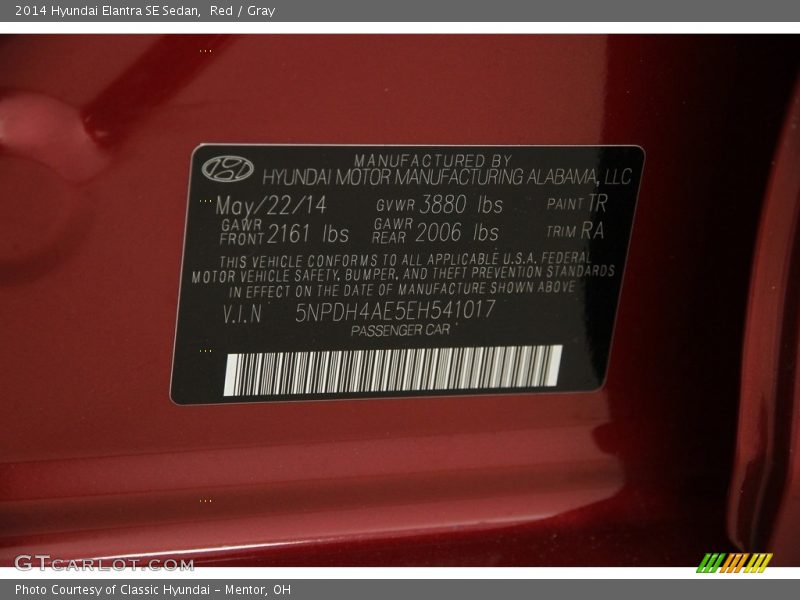 2014 Hyundai Elantra SE Sedan,  Red / Gray
MANUFACTURED BY
HYUNDAI MOTOR MANUFACTURING ALABAMA, LLC
May/22/14 GVWR 3880 lbs PAINT TR
GAWR FRONT 2161 lbs GAWR REAR 2006 lbs TRIM RA
THIS VEHICLE CONFORMS TO ALL APPLICABLE U.S.A. FEDERAL
MOTOR VEHICLE SAFETY, BUMPER, AND THEFT PREVENTION STANDARDS
IN EFFECT ON THE DATE OF MANUFACTURE SHOWN ABOVE
V.I.N 5NPDH4AE5EH541017
PASSENGER CAR
GTCARLOT.COM
Photo Courtesy of Classic Hyundai - Mentor, OH